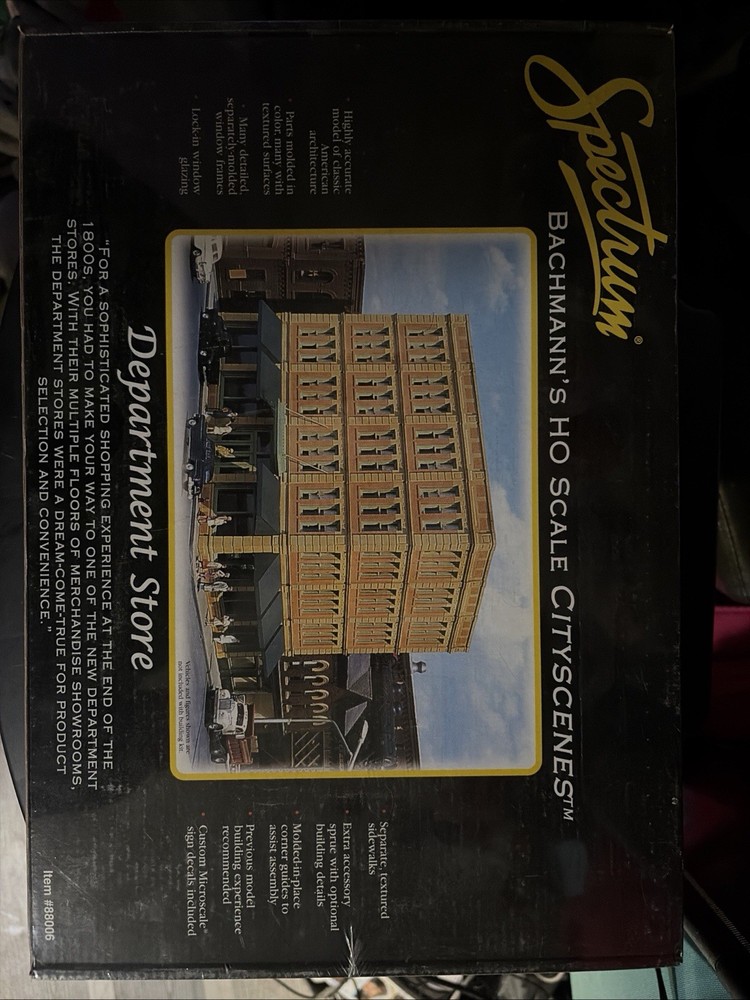 Spectrum®
BACHMANN'S HO SCALE CITYSCENES™
• Highly accurate
model of classic
American
architecture
• Parts molded in
color, many with
textured surfaces
• Many detailed,
separately-molded
window frames
• Lock-in window
glazing
• Separate, textured
sidewalks
• Extra accessory
sprue with optional
building details
• Molded-in-place
corner guides to
assist assembly
• Previous model
building experience
recommended
• Custom Microscale®
sign decals included
Vehicles and figures shown are
not included with building kit.
Department Store
"FOR A SOPHISTICATED SHOPPING EXPERIENCE AT THE END OF THE
1800s, YOU HAD TO MAKE YOUR WAY TO ONE OF THE NEW DEPARTMENT
STORES. WITH THEIR MULTIPLE FLOORS OF MERCHANDISE SHOWROOMS,
THE DEPARTMENT STORES WERE A DREAM-COME-TRUE FOR PRODUCT
SELECTION AND CONVENIENCE."
Item #88006